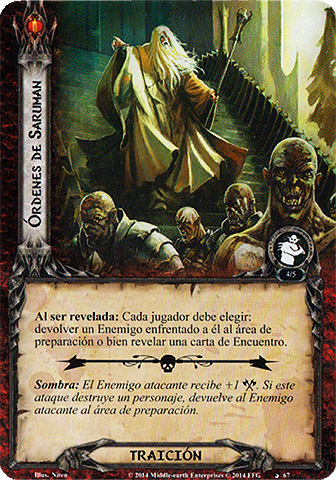 ÓRDENES DE SARUMAN
4/5
Al ser revelada: Cada jugador debe elegir:
devolver un Enemigo enfrentado a él al área de
preparación o bien revelar una carta de Encuentro.
Sombra: El Enemigo atacante recibe +1 . Si este
ataque destruye un personaje, devuelve al Enemigo
atacante al área de preparación.
TRAICIÓN
Illus. Niten © 2014 Middle-earth Enterprises © 2014 FFG 67